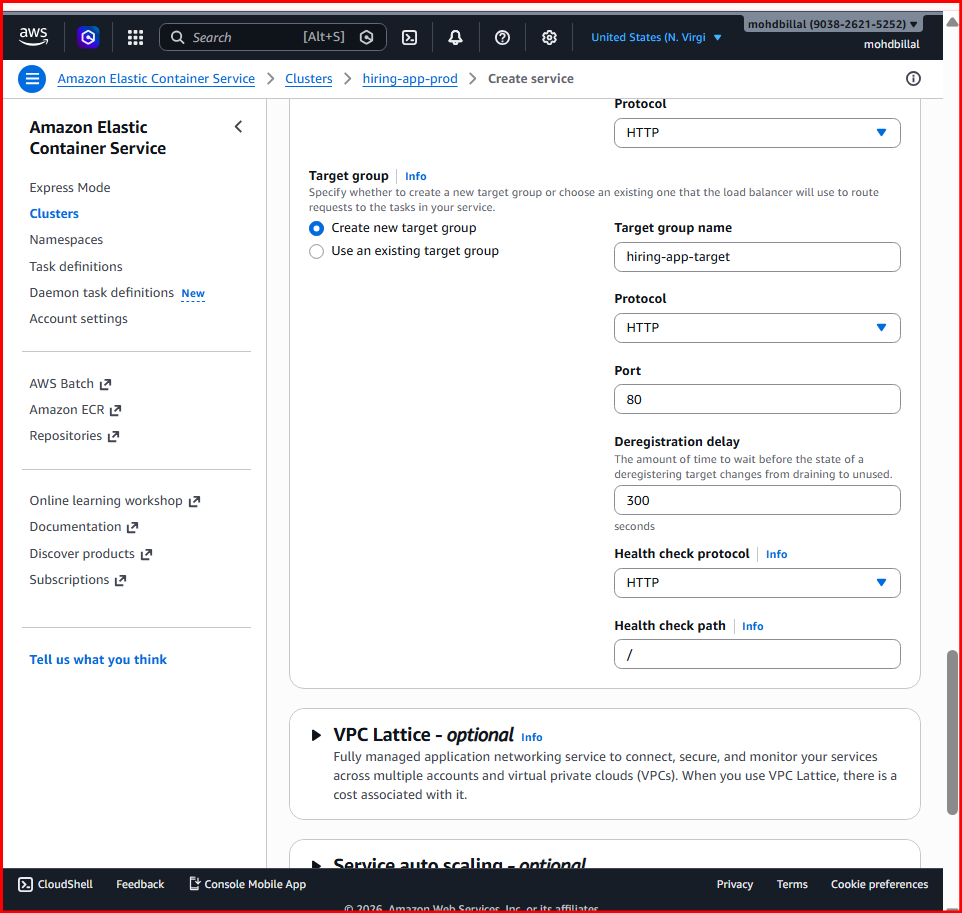 aws
Search [Alt+S]
United States (N. Virgi
mohdbillal (9038-2621-5252)
mohdbillal
Amazon Elastic Container Service
Clusters
hiring-app-prod
Create service
Amazon Elastic
Container Service
Express Mode
Clusters
Namespaces
Task definitions
Daemon task definitions New
Account settings
AWS Batch
Amazon ECR
Repositories
Online learning workshop
Documentation
Discover products
Subscriptions
Tell us what you think
Protocol
HTTP
Target group Info
Specify whether to create a new target group or choose an existing one that the load balancer will use to route
requests to the tasks in your service.
Create new target group
Use an existing target group
Target group name
hiring-app-target
Protocol
HTTP
Port
80
Deregistration delay
The amount of time to wait before the state of a
deregistering target changes from draining to unused.
300
seconds
Health check protocol Info
HTTP
Health check path Info
/
VPC Lattice - optional Info
Fully managed application networking service to connect, secure, and monitor your services
across multiple accounts and virtual private clouds (VPCs). When you use VPC Lattice, there is a
cost associated with it.
Service auto scaling - optional
CloudShell
Feedback
Console Mobile App
Privacy
Terms
Cookie preferences
© 2026, Amazon Web Services, Inc. or its affiliates.